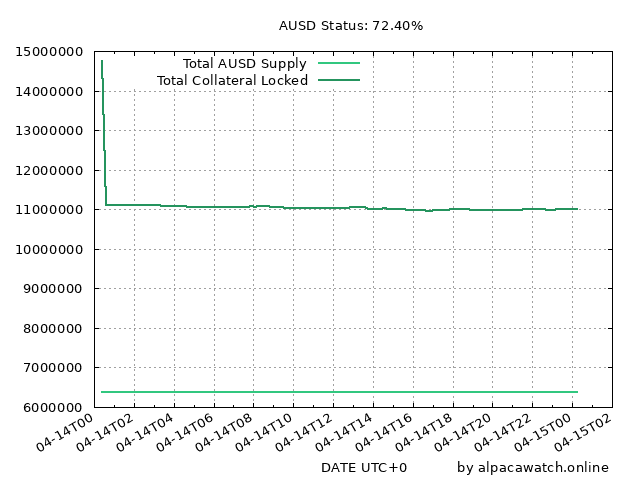 AUSD Status: 72.40%
Total AUSD Supply
Total Collateral Locked
15000000
14000000
13000000
12000000
11000000
10000000
9000000
8000000
7000000
6000000
04-14T00
04-14T02
04-14T04
04-14T06
04-14T08
04-14T10
04-14T12
04-14T14
04-14T16
04-14T18
04-14T20
04-14T22
04-15T00
04-15T02
DATE UTC+0
by alpacawatch.online